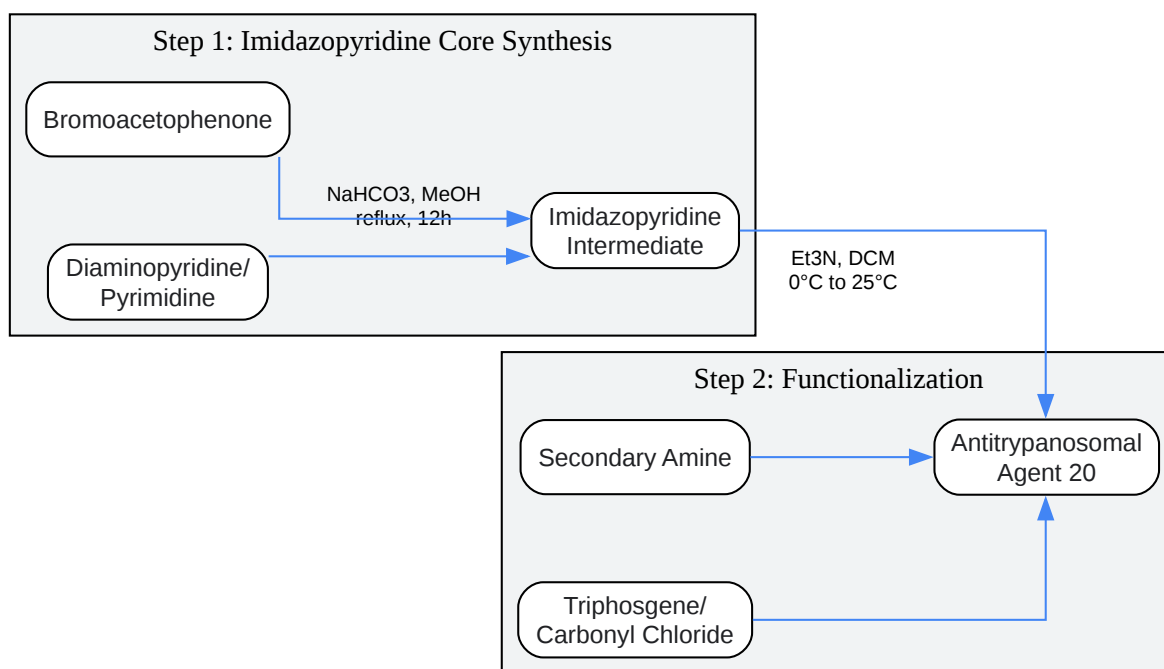 Step 1: Imidazopyridine Core Synthesis
Bromoacetophenone
NaHCO3, MeOH
reflux, 12h
Imidazopyridine
Intermediate
Diaminopyridine/
Pyrimidine
Et3N, DCM
0°C to 25°C
Step 2: Functionalization
Secondary Amine
Antitrypanosomal
Agent 20
Triphosgene/
Carbonyl Chloride